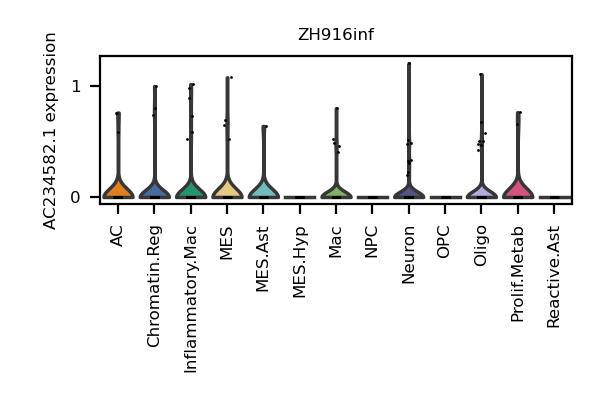 ZH916inf
AC234582.1 expression
1
0
AC
Chromatin.Reg
Inflammatory.Mac
MES
MES.Ast
MES.Hyp
Mac
NPC
Neuron
OPC
Oligo
Prolif.Metab
Reactive.Ast